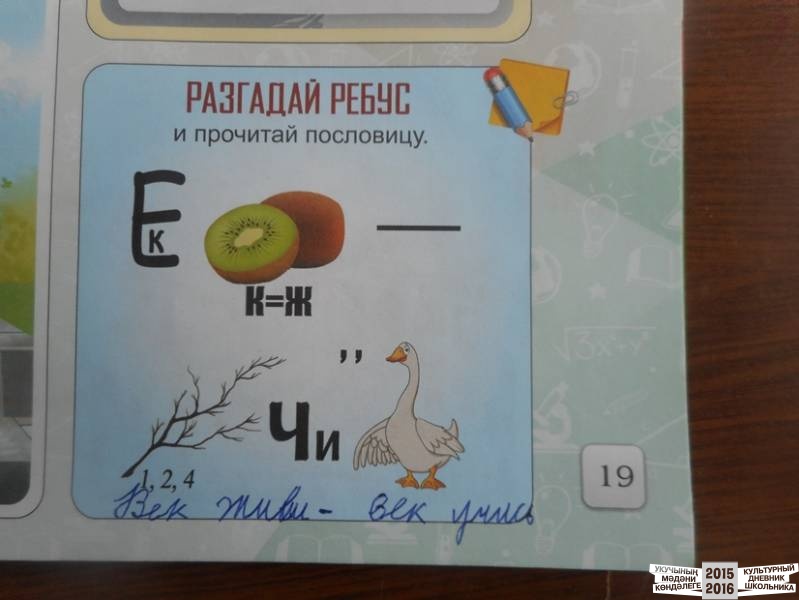 РАЗГАДАЙ РЕБУС
и прочитай пословицу.
Е
к
К=Ж
,,
Чи
1, 2, 4
Век живи - век учись
19
√3x+y
УКУЧЫНЫҢ МӘДӘНИ КӨНДӘЛЕГЕ
2015 2016
КУЛЬТУРНЫЙ ДНЕВНИК ШКОЛЬНИКА